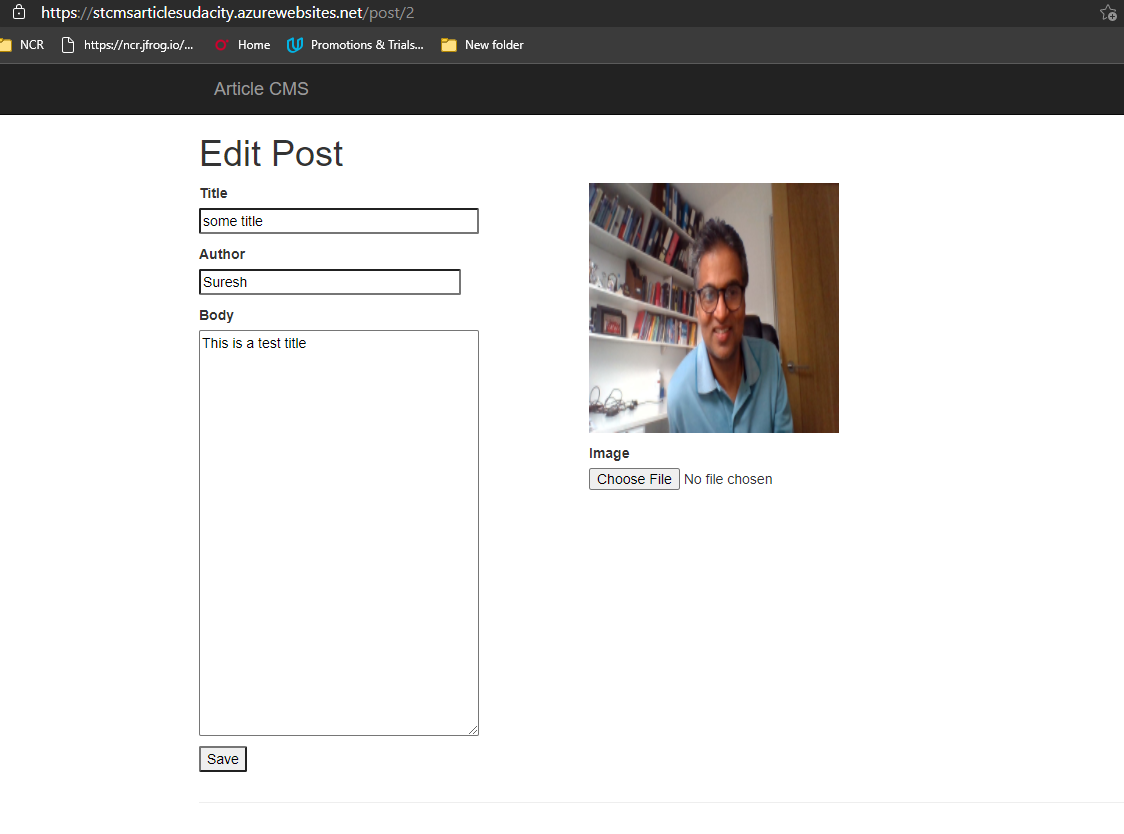 https://stcmsarticlesudacity.azurewebsites.net/post/2
NCR https://ncr.jfrog.io/... Home Promotions & Trials... New folder
Article CMS
Edit Post
Title
some title
Author
Suresh
Body
This is a test title
Image
Choose File No file chosen
Save